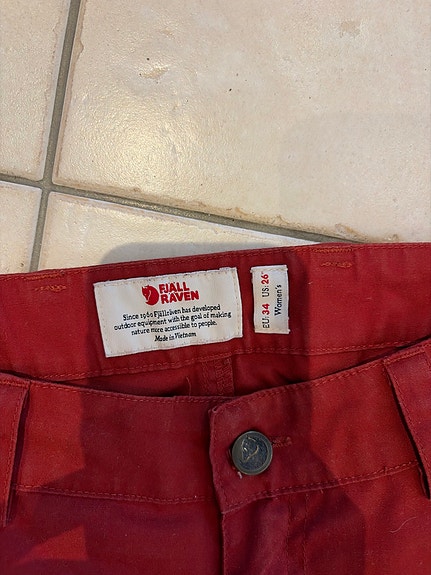 FJÄLL
RÄVEN
Since 1960 Fjällräven has developed
outdoor equipment with the goal of making
nature more accessible to people.
Made in Vietnam
EU: 34 US: 26"
Women's